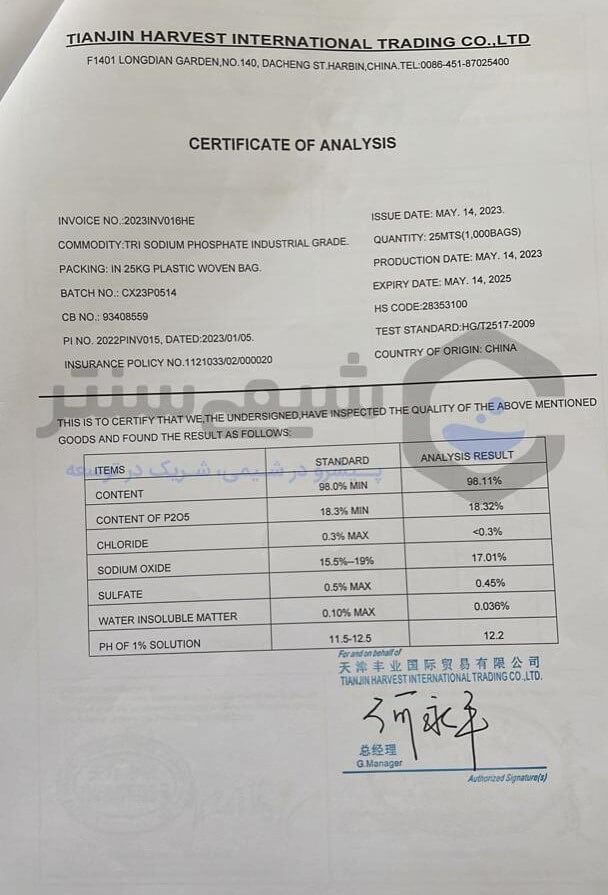 TIANJIN HARVEST INTERNATIONAL TRADING CO.,LTD
F1401 LONGDIAN GARDEN,NO.140, DACHENG ST.HARBIN,CHINA.TEL:0086-451-87025400
CERTIFICATE OF ANALYSIS
INVOICE NO.:2023INV016HE
COMMODITY:TRI SODIUM PHOSPHATE INDUSTRIAL GRADE.
PACKING: IN 25KG PLASTIC WOVEN BAG.
BATCH NO.: CX23P0514
CB NO.: 93408559
PI NO. 2022PINV015, DATED:2023/01/05.
INSURANCE POLICY NO.1121033/02/000020
ISSUE DATE: MAY. 14, 2023.
QUANTITY: 25MTS(1,000BAGS)
PRODUCTION DATE: MAY. 14, 2023
EXPIRY DATE: MAY. 14, 2025
HS CODE:28353100
TEST STANDARD:HG/T2517-2009
COUNTRY OF ORIGIN: CHINA
شیمی سنتر
THIS IS TO CERTIFY THAT WE,THE UNDERSIGNED,HAVE INSPECTED THE QUALITY OF THE ABOVE MENTIONED
GOODS AND FOUND THE RESULT AS FOLLOWS:
پیشرو در شیمی، شریک در توسعه
ITEMS STANDARD ANALYSIS RESULT
CONTENT 98.0% MIN 98.11%
CONTENT OF P2O5 18.3% MIN 18.32%
CHLORIDE 0.3% MAX <0.3%
SODIUM OXIDE 15.5%--19% 17.01%
SULFATE 0.5% MAX 0.45%
WATER INSOLUBLE MATTER 0.10% MAX 0.036%
PH OF 1% SOLUTION 11.5-12.5 12.2
For and on behalf of
天津丰业国际贸易有限公司
TIANJIN HARVEST INTERNATIONAL TRADING CO.,LTD.
总经理
G.Manager
Authorized Signature(s)